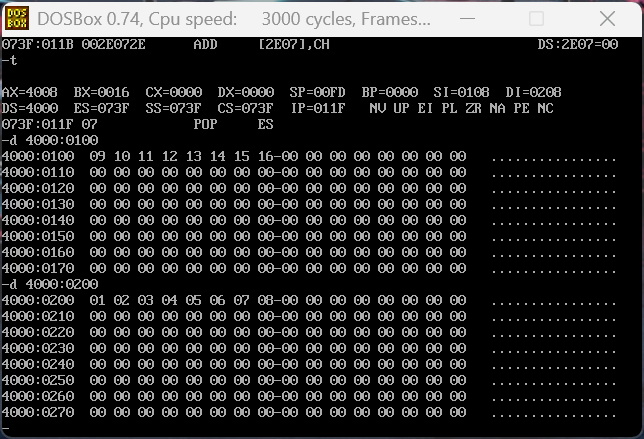 DOS
BOX
DOSBox 0.74, Cpu speed:    3000 cycles, Frames...
073F:011B 002E072E      ADD     [2E07],CH                          DS:2E07=00
-t
AX=4008  BX=0016  CX=0000  DX=0000  SP=00FD  BP=0000  SI=0108  DI=0208
DS=4000  ES=073F  SS=073F  CS=073F  IP=011F   NV UP EI PL ZR NA PE NC
073F:011F 07            POP     ES
-d 4000:0100
4000:0100  09 10 11 12 13 14 15 16-00 00 00 00 00 00 00 00   ................
4000:0110  00 00 00 00 00 00 00 00-00 00 00 00 00 00 00 00   ................
4000:0120  00 00 00 00 00 00 00 00-00 00 00 00 00 00 00 00   ................
4000:0130  00 00 00 00 00 00 00 00-00 00 00 00 00 00 00 00   ................
4000:0140  00 00 00 00 00 00 00 00-00 00 00 00 00 00 00 00   ................
4000:0150  00 00 00 00 00 00 00 00-00 00 00 00 00 00 00 00   ................
4000:0160  00 00 00 00 00 00 00 00-00 00 00 00 00 00 00 00   ................
4000:0170  00 00 00 00 00 00 00 00-00 00 00 00 00 00 00 00   ................
-d 4000:0200
4000:0200  01 02 03 04 05 06 07 08-00 00 00 00 00 00 00 00   ................
4000:0210  00 00 00 00 00 00 00 00-00 00 00 00 00 00 00 00   ................
4000:0220  00 00 00 00 00 00 00 00-00 00 00 00 00 00 00 00   ................
4000:0230  00 00 00 00 00 00 00 00-00 00 00 00 00 00 00 00   ................
4000:0240  00 00 00 00 00 00 00 00-00 00 00 00 00 00 00 00   ................
4000:0250  00 00 00 00 00 00 00 00-00 00 00 00 00 00 00 00   ................
4000:0260  00 00 00 00 00 00 00 00-00 00 00 00 00 00 00 00   ................
4000:0270  00 00 00 00 00 00 00 00-00 00 00 00 00 00 00 00   ................
-